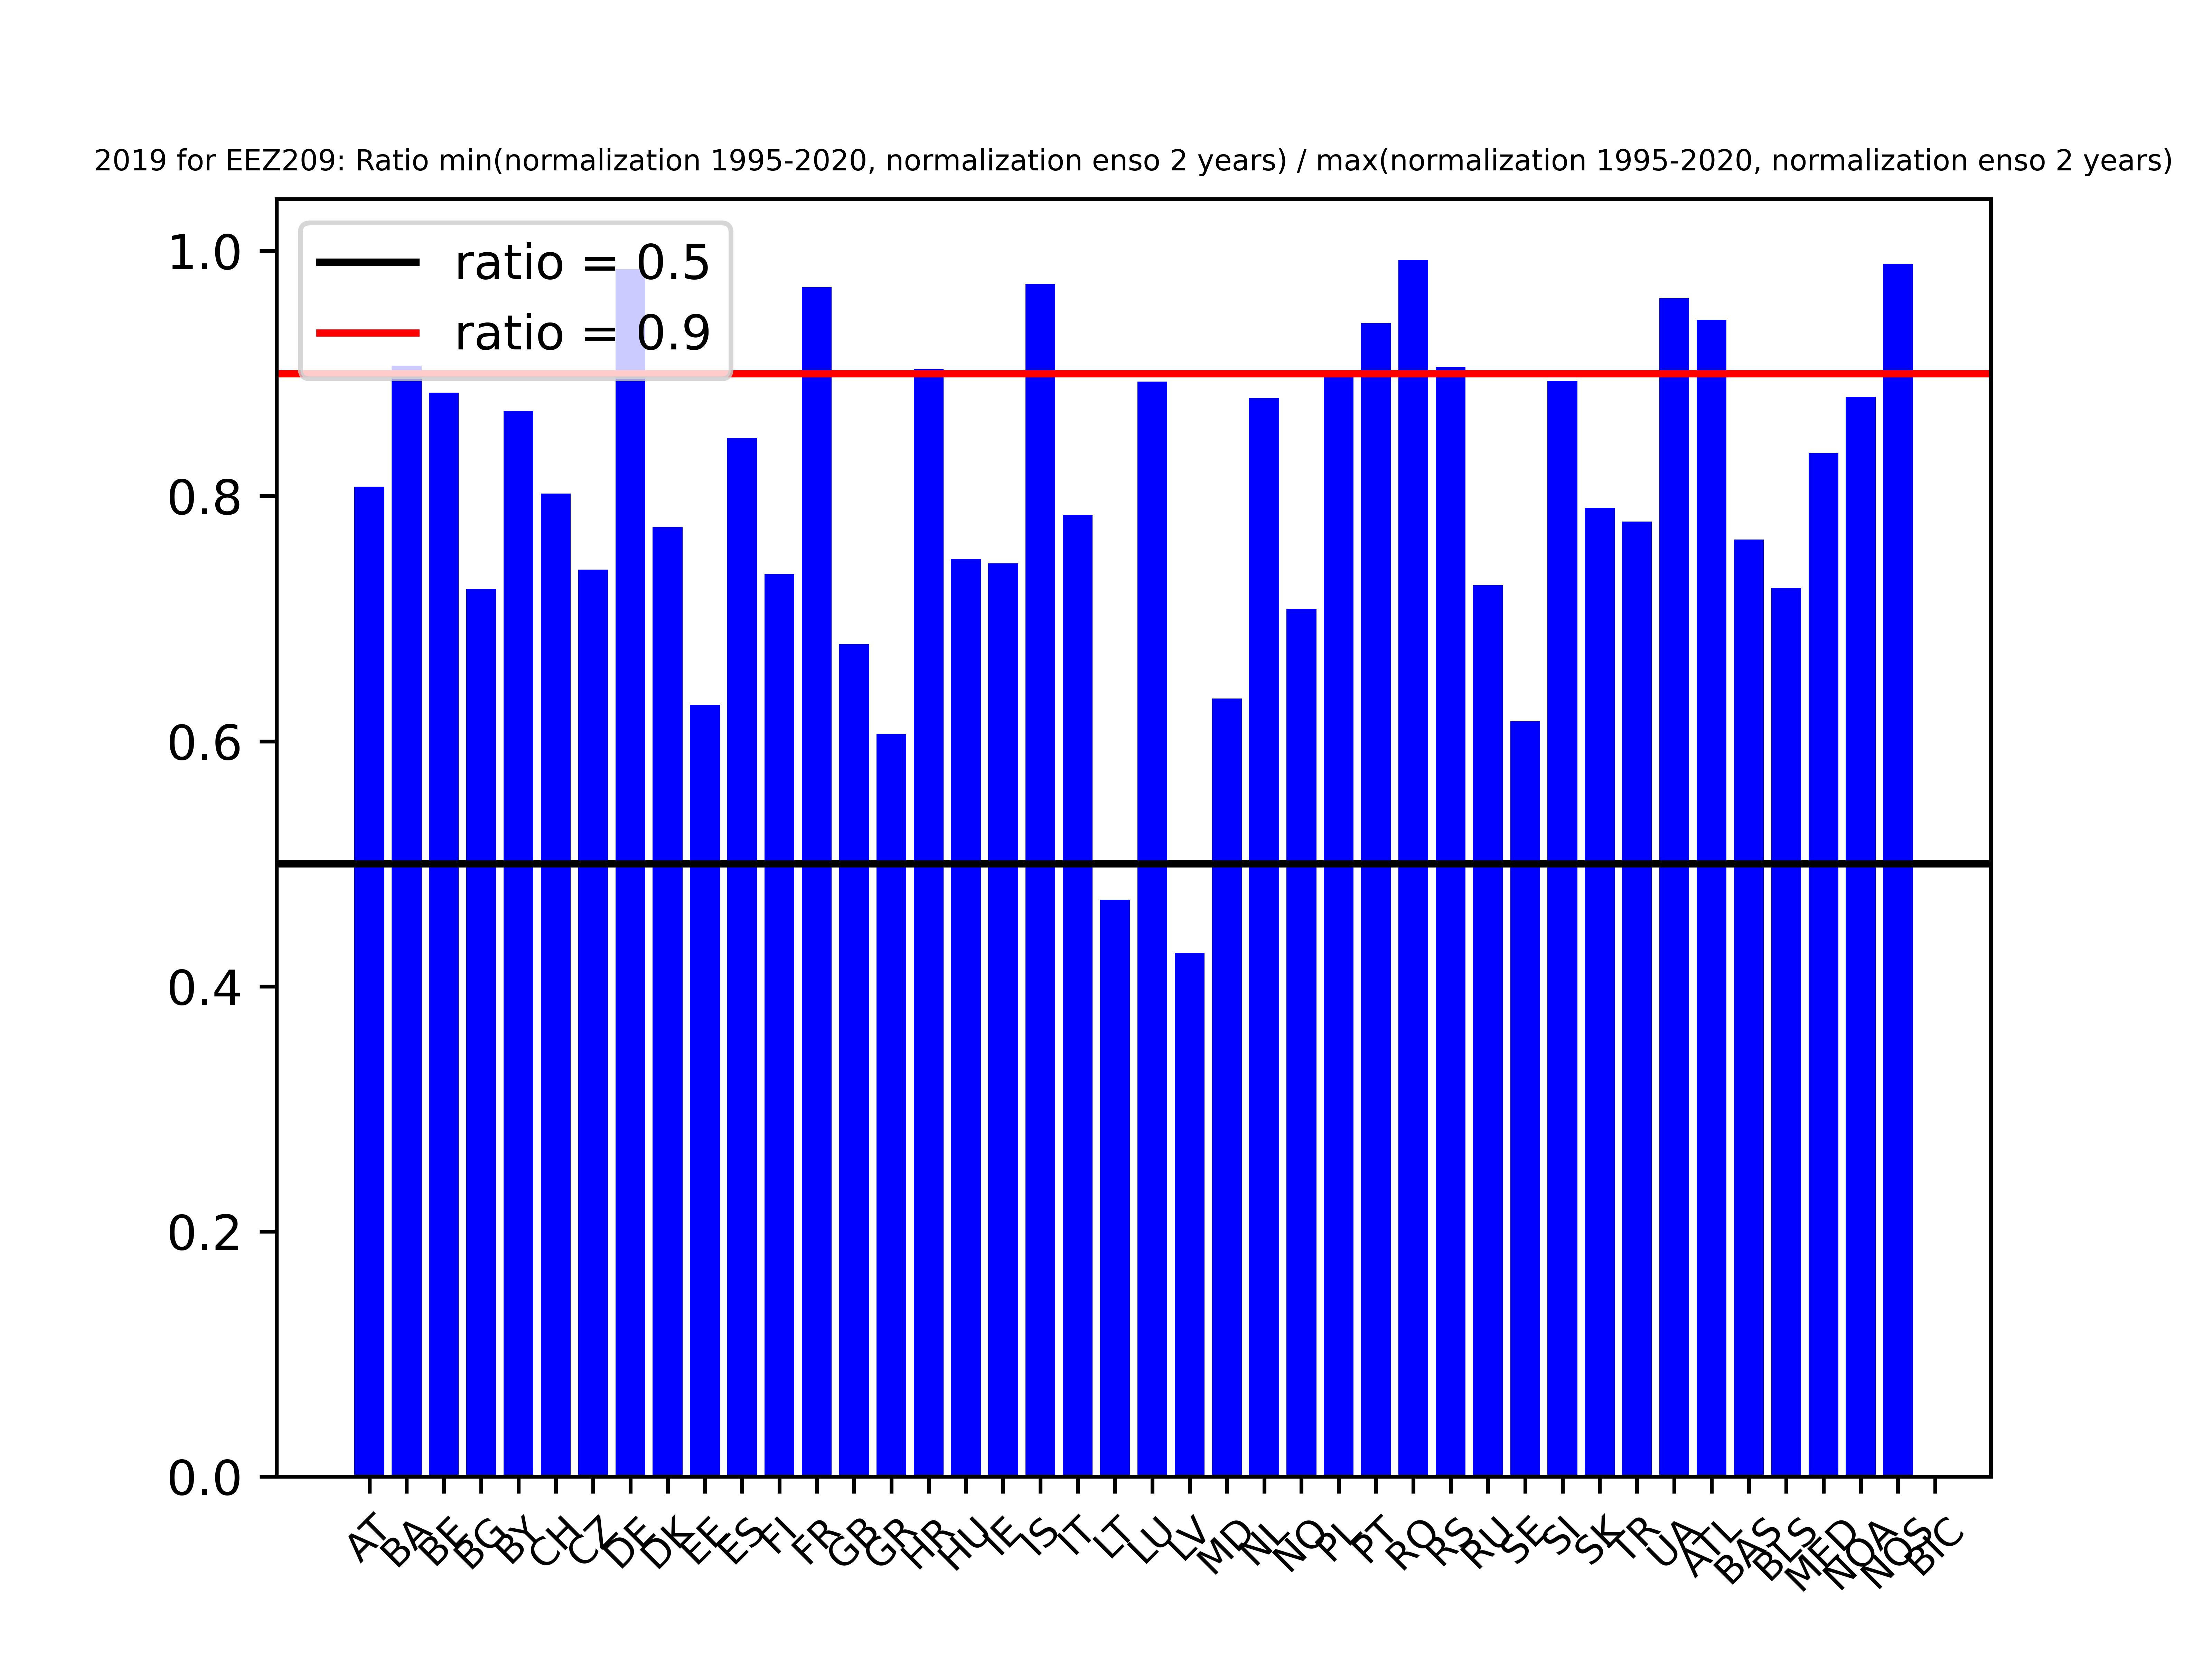 2019 for EEZ209: Ratio min(normalization 1995-2020, normalization enso 2 years) / max(normalization 1995-2020, normalization enso 2 years)
ratio = 0.5
ratio = 0.9
1.0
0.8
0.6
0.4
0.2
0.0
AT BA BE BG BY CH CZ DE DK EE ES FI FR GB GR HR HU IE IS IT LT LU LV MD NL NO PL PT RO RS RU SE SI SK TR UA ATL BAS BLS MED NOA NOS BIC